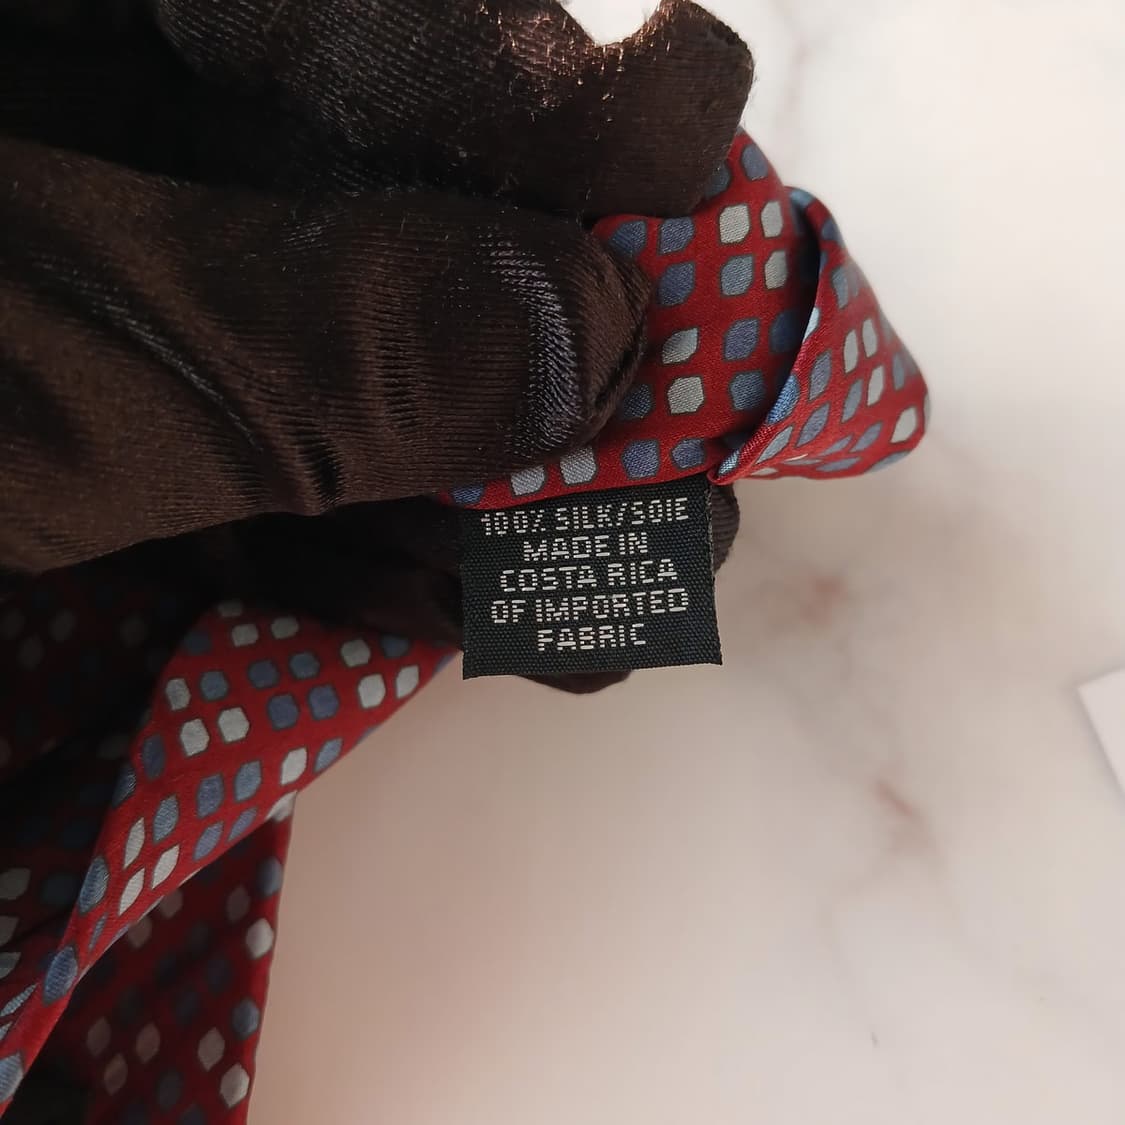 100% SILK/SOIE
MADE IN
COSTA RICA
OF IMPORTED
FABRIC